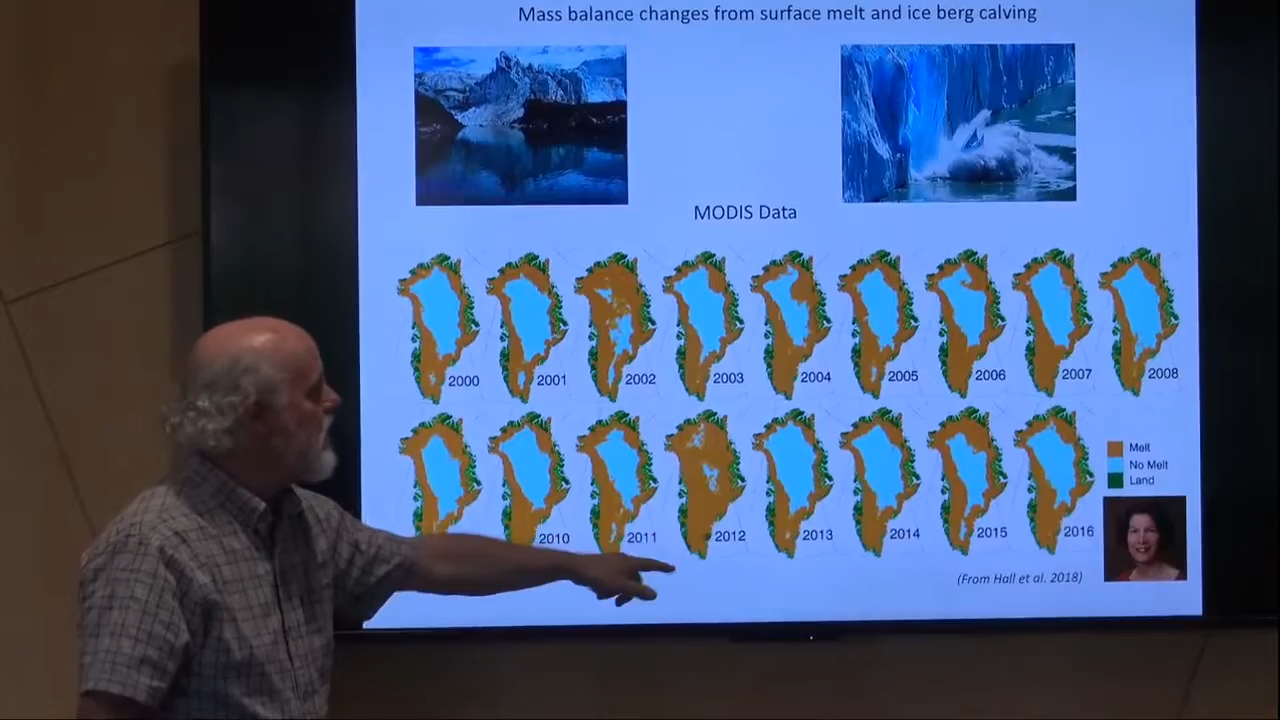 Mass balance changes from surface melt and ice berg calving
MODIS Data
2000
2001
2002
2003
2004
2005
2006
2007
2008
2010
2011
2012
2013
2014
2015
2016
Melt
No Melt
Land
(From Hall et al. 2018)